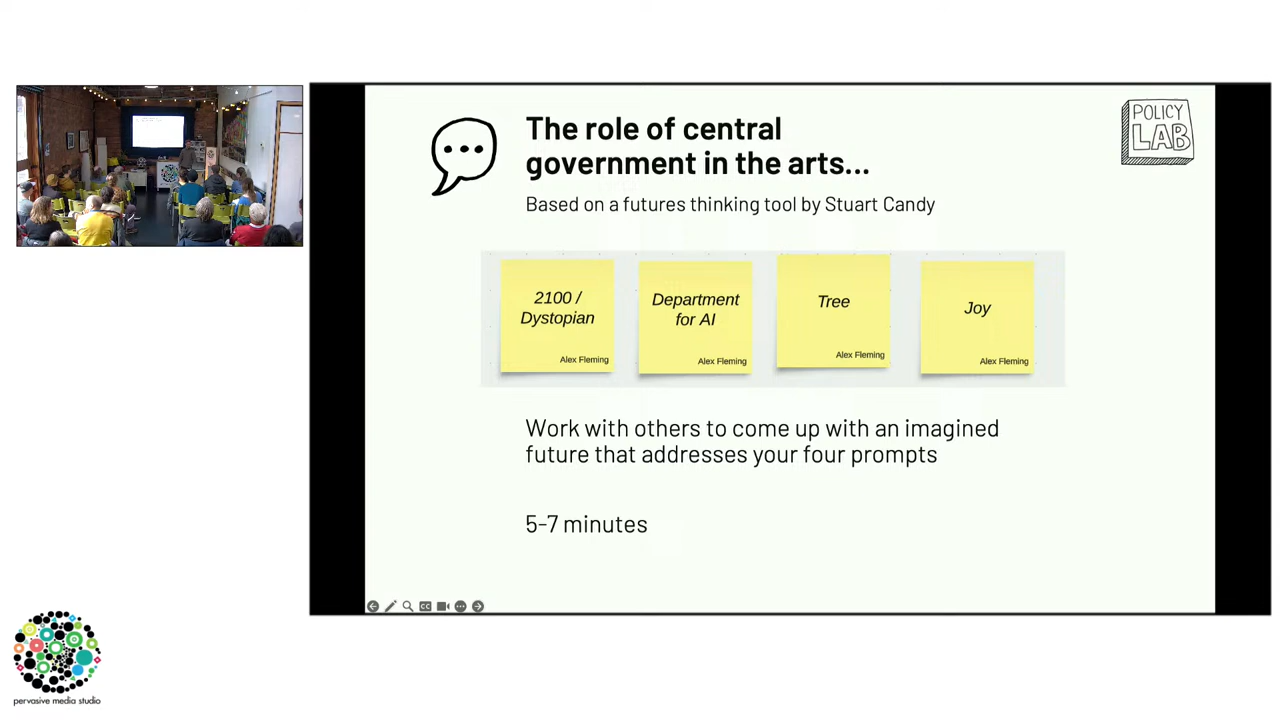 The role of central
government in the arts...
Based on a futures thinking tool by Stuart Candy
POLICY
LAB
2100 /
Dystopian
Alex Fleming
Department
for AI
Alex Fleming
Tree
Alex Fleming
Joy
Alex Fleming
Work with others to come up with an imagined
future that addresses your four prompts
5-7 minutes
CC
pervasive media studio